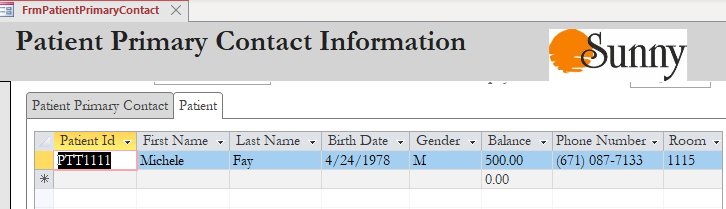 FrmPatientPrimaryContact ×
Patient Primary Contact Information Sunny
Patient Primary Contact Patient
Patient Id First Name Last Name Birth Date Gender Balance Phone Number Room
PTT1111 Michele Fay 4/24/1978 M 500.00 (671) 087-7133 1115
* 0.00